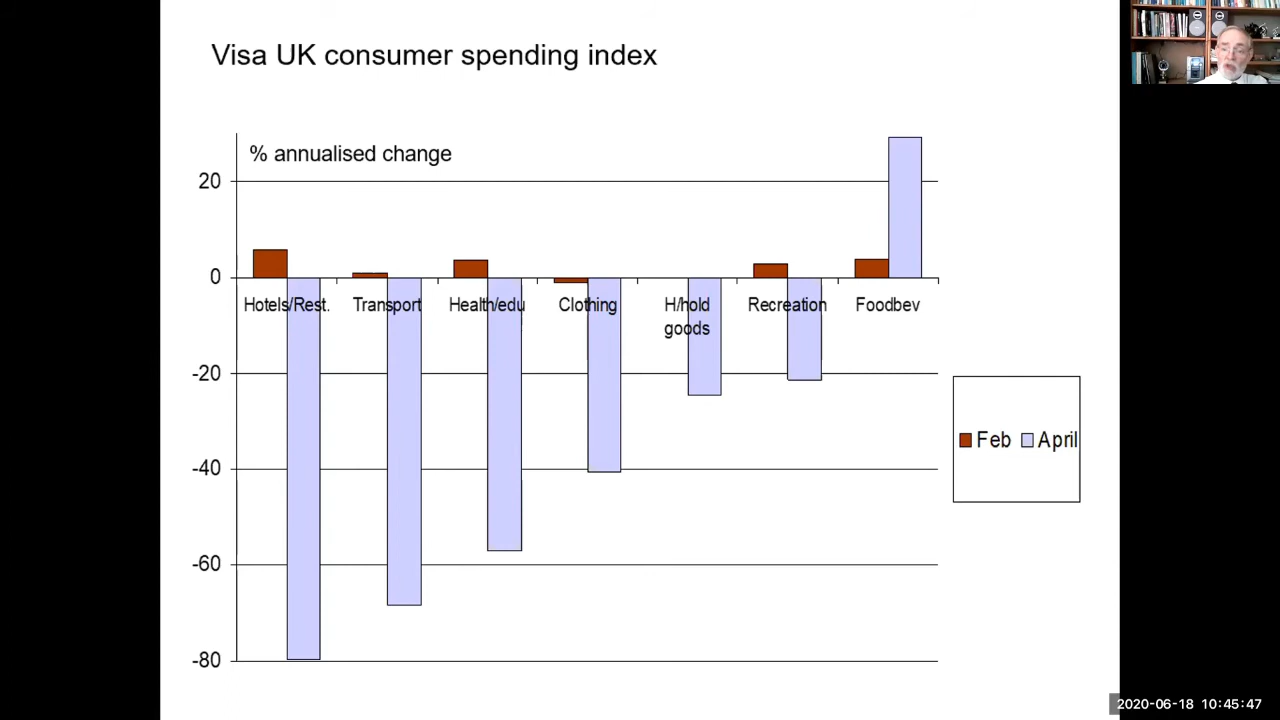 Visa UK consumer spending index
% annualised change
20
0
Hotels/Rest. Transport Health/edu Clothing H/hold goods Recreation Foodbev
-20
Feb April
-40
-60
-80
2020-06-18 10:45:47